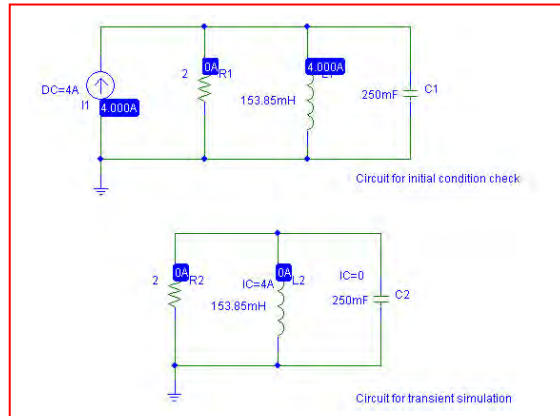 0A
R1
2
4.000A
DC=4A
I1
4.000A
153.85mH
250mF
C1
Circuit for initial condition check
0A
R2
2
IC=4A
0A
L2
153.85mH
IC=0
250mF
C2
Circuit for transient simulation